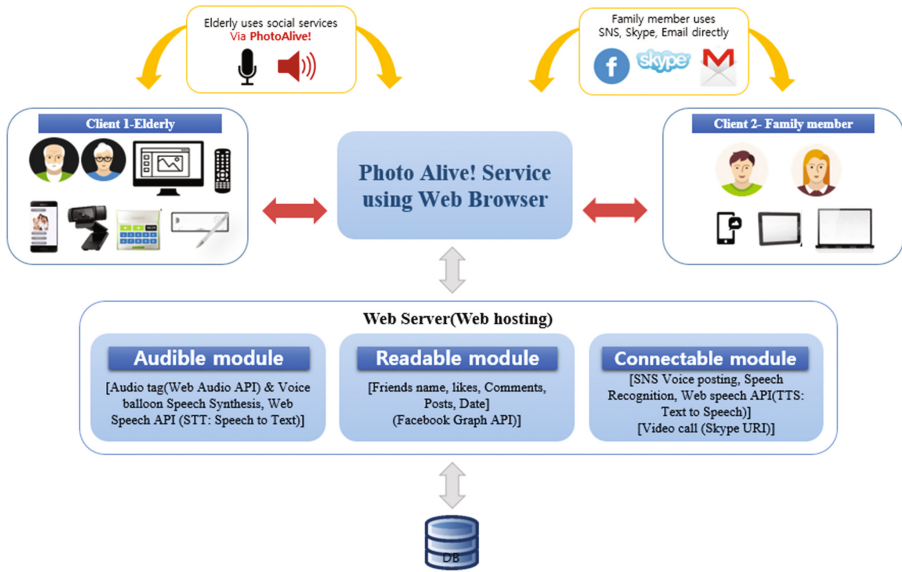 Elderly uses social services
Via PhotoAlive!
Family member uses
SNS, Skype, Email directly
f
skype
Client 1-Elderly
Client 2- Family member
Photo Alive! Service
using Web Browser
Web Server(Web hosting)
Audible module
[Audio tag(Web Audio API) & Voice
balloon Speech Synthesis, Web
Speech API (STT: Speech to Text)]
Readable module
[Friends name, likes, Comments,
Posts, Date]
(Facebook Graph API)]
Connectable module
[SNS Voice posting, Speech
Recognition, Web speech API(TTS:
Text to Speech)]
[Video call (Skype URI)]
DB